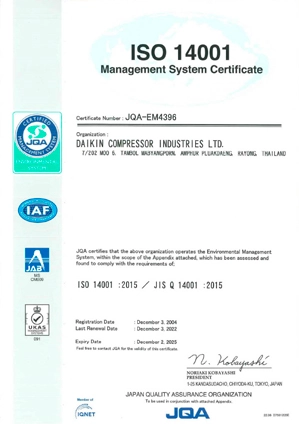 ISO 14001
Management System Certificate
Certificate Number : JQA-EM4396
Organization :
DAIKIN COMPRESSOR INDUSTRIES LTD.
7/202 MOO 6, TAMBOL MABYANGPORN, AMPHUR PLUAKDAENG, RAYONG, THAILAND
CERTIFIED
JQA
MANAGEMENT SYSTEM
ENVIRONMENTAL
IAF
JAB
MS
UKAS
JQA certifies that the above organization operates the Environmental Management
System, within the scope of the Appendix attached, which has been assessed and
found to comply with the requirements of:
ISO 14001 :2015 / JIS Q 14001 :2015
Registration Date : December 3, 2004
Last Renewal Date : December 3, 2022
Expiry Date : December 2, 2025
Feel free to contact JQA for the validity of this certificate.
N. Kobayashi
NORIAKI KOBAYASHI
PRESIDENT
1-25 KANDASUDACHO, CHIYODA-KU, TOKYO, JAPAN
Member of
IQNET
JAPAN QUALITY ASSURANCE ORGANIZATION
To be used in conjunction with attached Appendix
JQA